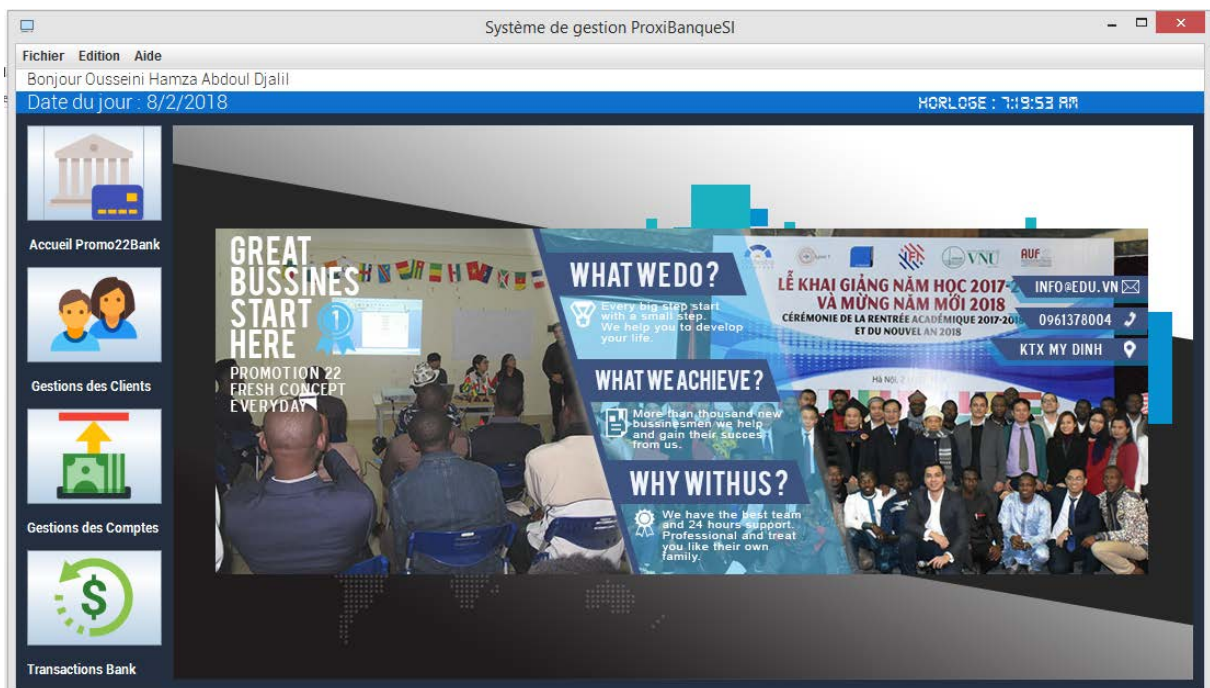 Système de gestion ProxiBanqueSI
Fichier Edition Aide
Bonjour Ousseini Hamza Abdoul Djalil
Date du jour : 8/2/2018
HORLOGE : 7:19:53 AM
Accueil Promo22Bank
Gestions des Clients
Gestions des Comptes
Transactions Bank
GREAT
BUSSINES
START
HERE
1
PROMOTION 22
FRESH CONCEPT
EVERYDAY
WHAT WE DO ?
Every big step start
with a small step.
We help you to develop
your life.
WHAT WE ACHIEVE ?
More than thousand new
bussinesmen we help
and gain their succes
from us.
WHY WITH US ?
We have the best team
and 24 hours support.
Professional and treat
you like their own
family.
VNU
AUF
LỄ KHAI GIẢNG NĂM HỌC 2017-2
VÀ MỪNG NĂM MỚI 2018
CÉRÉMONIE DE LA RENTRÉE ACADÉMIQUE 2017-2018
ET DU NOUVEL AN 2018
Hà Nội,
INFO@EDU.VN
0961378004
KTX MY DINH